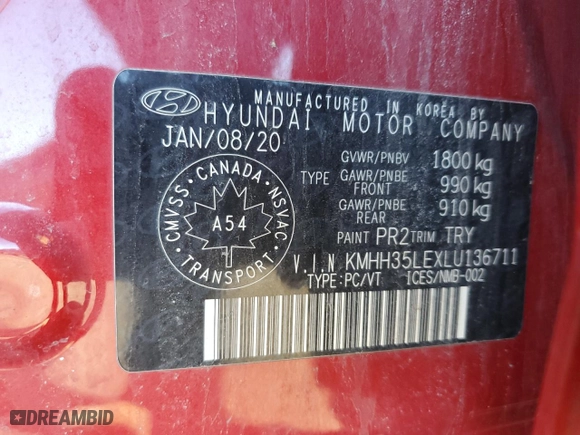 MANUFACTURED IN KOREA BY
HYUNDAI MOTOR COMPANY
JAN/08/20
GVWR/PNBV 1800 kg
TYPE
GAWR/PNBE FRONT 990 kg
GAWR/PNBE REAR 910 kg
PAINT PR2 TRIM TRY
CMVSS · CANADA · NSVAC
A54
TRANSPORT
V.I.N KMHH35LEXLU136711
TYPE:PC/VT ICES/NMB-002
DREAMBID